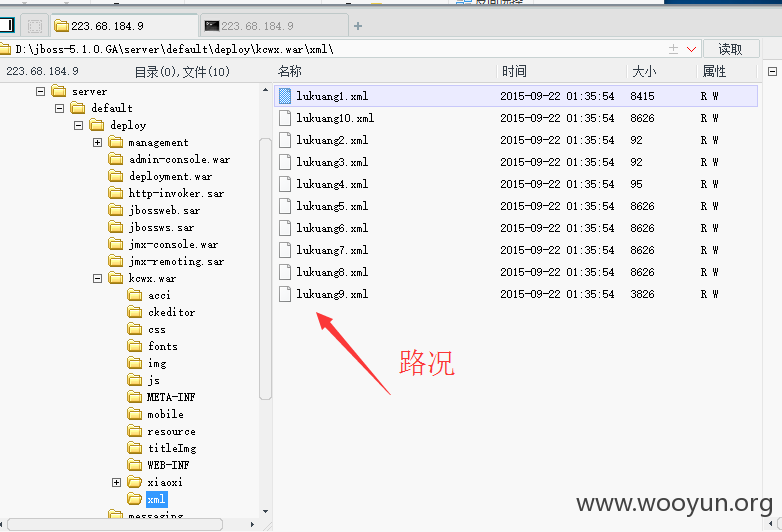 223.68.184.9
223.68.184.9
D:\jboss-5.1.0.GA\server\default\deploy\kcwx.war\xml\
读取
223.68.184.9 目录(0),文件(10)
名称 时间 大小 属性
server
default
deploy
management
admin-console.war
deployment.war
http-invoker.sar
jbossweb.sar
jbossws.sar
jmx-console.war
jmx-remoting.sar
kcwx.war
acci
ckeditor
css
fonts
img
js
META-INF
mobile
resource
titleImg
WEB-INF
xiaoxi
xml
messaging
lukuang1.xml 2015-09-22 01:35:54 8415 R W
lukuang10.xml 2015-09-22 01:35:54 8626 R W
lukuang2.xml 2015-09-22 01:35:54 92 R W
lukuang3.xml 2015-09-22 01:35:54 92 R W
lukuang4.xml 2015-09-22 01:35:54 95 R W
lukuang5.xml 2015-09-22 01:35:54 8626 R W
lukuang6.xml 2015-09-22 01:35:54 8626 R W
lukuang7.xml 2015-09-22 01:35:54 8626 R W
lukuang8.xml 2015-09-22 01:35:54 8626 R W
lukuang9.xml 2015-09-22 01:35:54 3826 R W
路况
www.wooyun.org